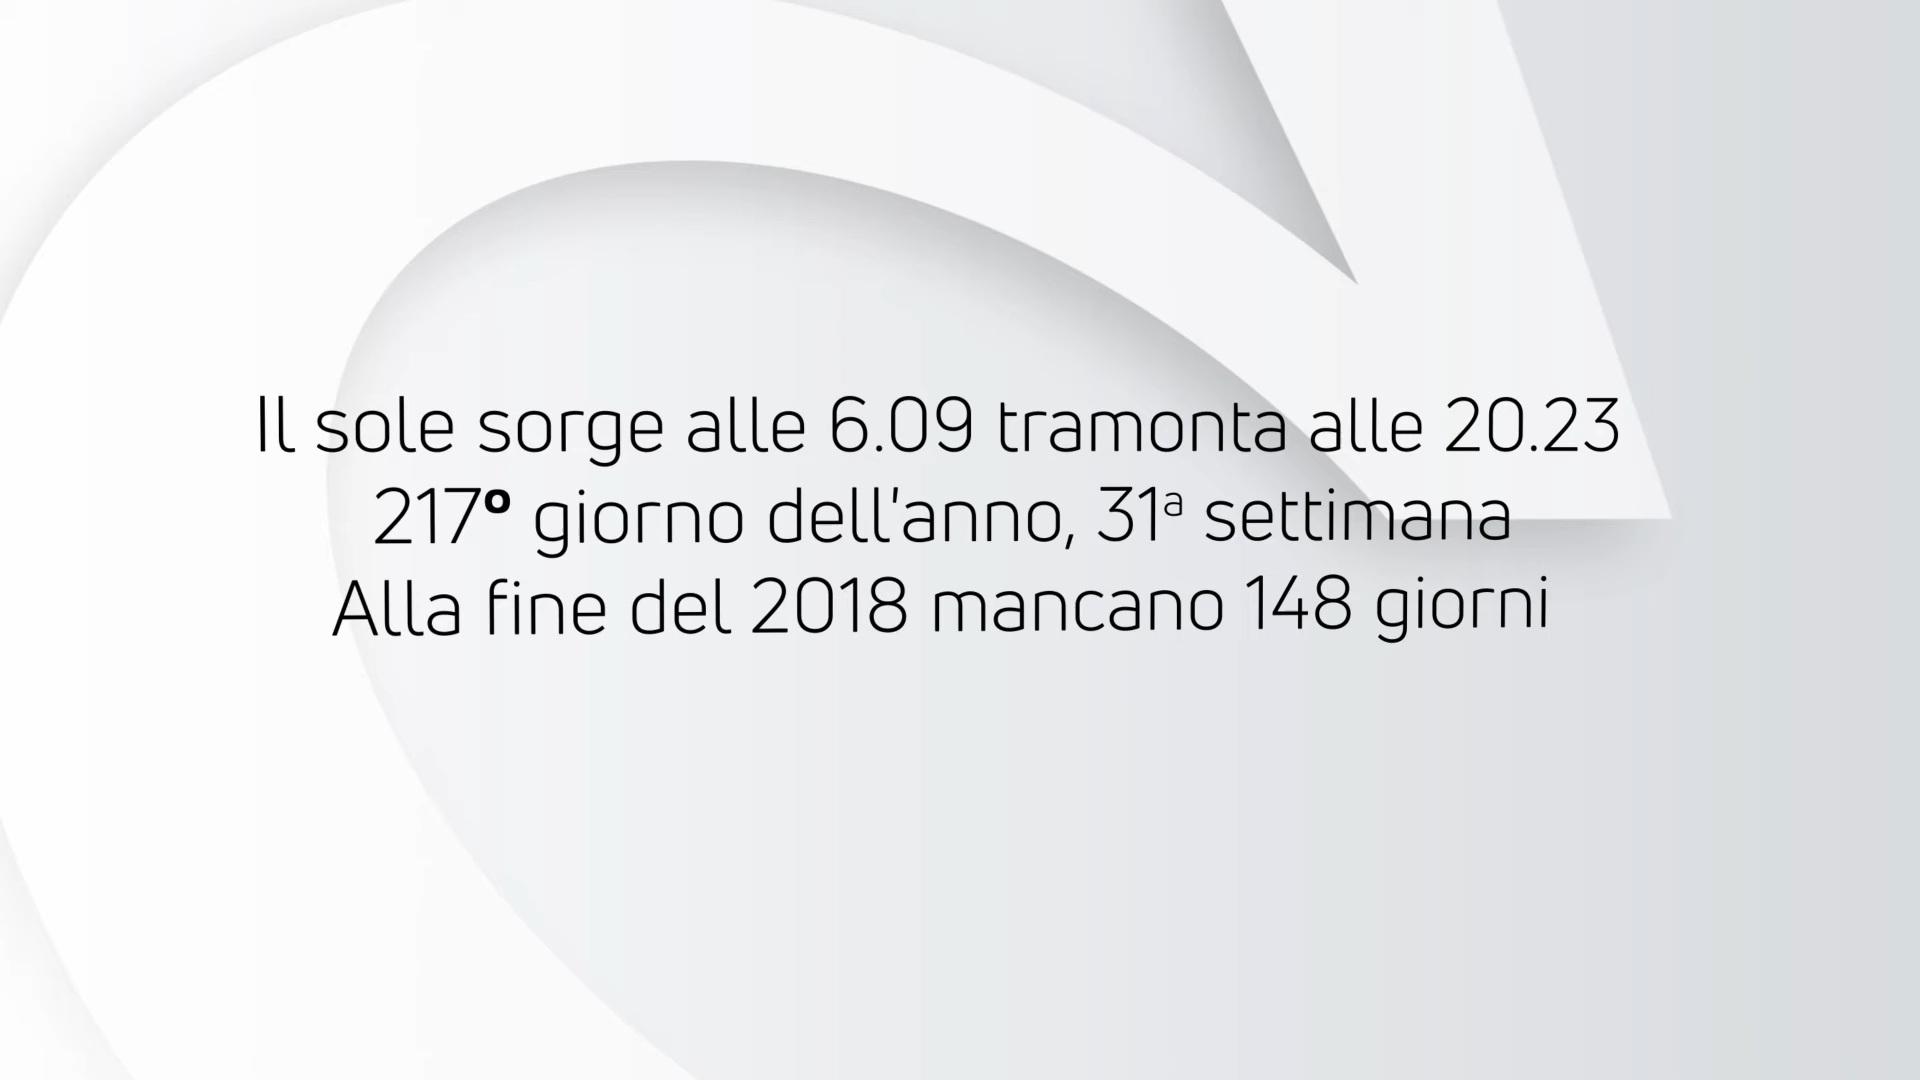 Il sole sorge alle 6.09 tramonta alle 20.23
217º giorno dell'anno, 31ª settimana
Alla fine del 2018 mancano 148 giorni